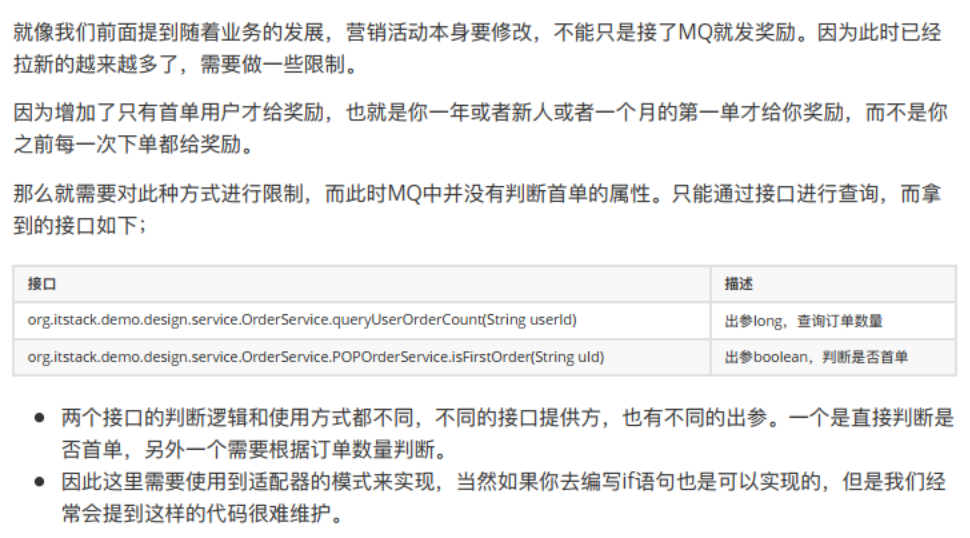 就像我们前面提到随着业务的发展，营销活动本身要修改，不能只是接了MQ就发奖励。因为此时已经
拉新的越来越多了，需要做一些限制。
因为增加了只有首单用户才给奖励，也就是你一年或者新人或者一个月的第一单才给你奖励，而不是你
之前每一次下单都给奖励。
那么就需要对此种方式进行限制，而此时MQ中并没有判断首单的属性。只能通过接口进行查询，而拿
到的接口如下；
接口 描述
org.itstack.demo.design.service.OrderService.queryUserOrderCount(String userId) 出参long，查询订单数量
org.itstack.demo.design.service.OrderService.POPOrderService.isFirstOrder(String uId) 出参boolean，判断是否首单
● 两个接口的判断逻辑和使用方式都不同，不同的接口提供方，也有不同的出参。一个是直接判断是
否首单，另外一个需要根据订单数量判断。
● 因此这里需要使用到适配器的模式来实现，当然如果你去编写if语句也是可以实现的，但是我们经
常会提到这样的代码很难维护。